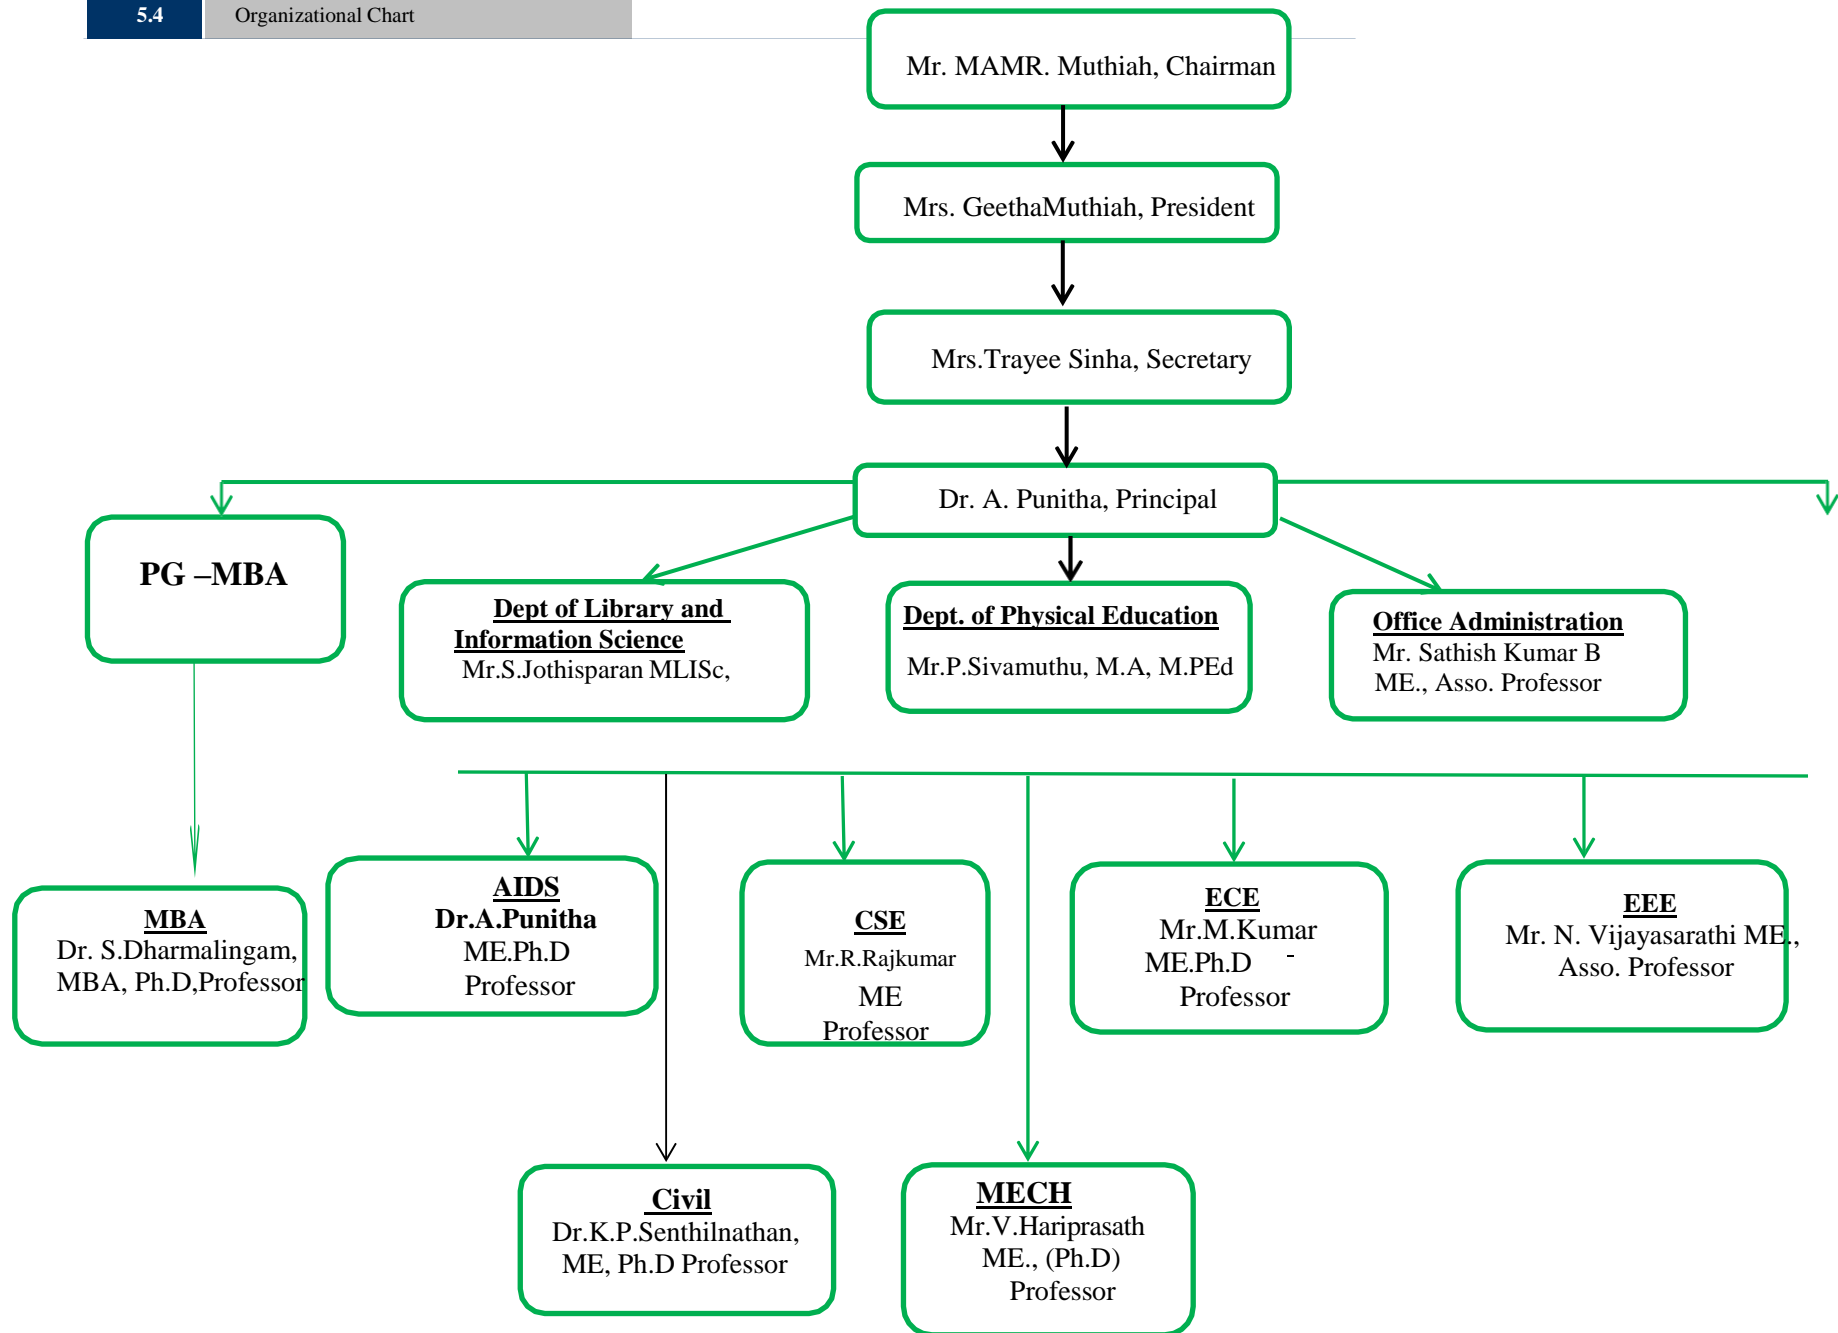 5.4 Organizational Chart
Mr. MAMR. Muthiah, Chairman
Mrs. GeethaMuthiah, President
Mrs.Trayee Sinha, Secretary
Dr. A. Punitha, Principal
PG –MBA
Dept of Library and
Information Science
Mr.S.Jothisparan MLISc,
Dept. of Physical Education
Mr.P.Sivamuthu, M.A, M.PEd
Office Administration
Mr. Sathish Kumar B
ME., Asso. Professor
MBA
Dr. S.Dharmalingam,
MBA, Ph.D,Professor
AIDS
Dr.A.Punitha
ME.Ph.D
Professor
CSE
Mr.R.Rajkumar
ME
Professor
ECE
Mr.M.Kumar
ME.Ph.D -
Professor
EEE
Mr. N. Vijayasarathi ME.,
Asso. Professor
Civil
Dr.K.P.Senthilnathan,
ME, Ph.D Professor
MECH
Mr.V.Hariprasath
ME., (Ph.D)
Professor